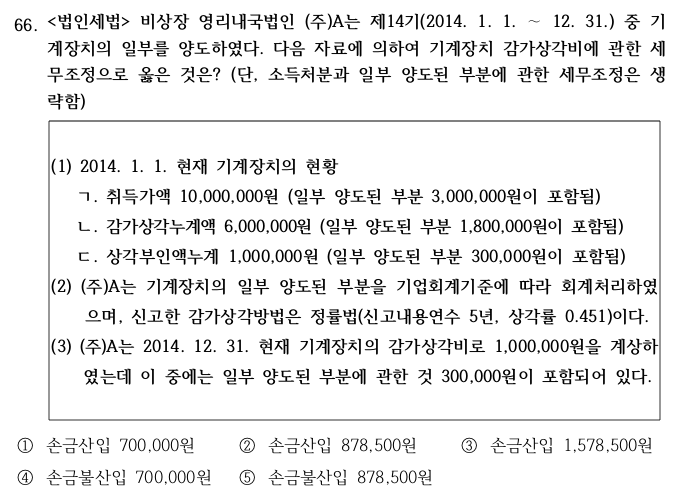 66. <법인세법> 비상장 영리내국법인 (주)A는 제14기(2014. 1. 1. ~ 12. 31.) 중 기
계장치의 일부를 양도하였다. 다음 자료에 의하여 기계장치 감가상각비에 관한 세
무조정으로 옳은 것은? (단, 소득처분과 일부 양도된 부분에 관한 세무조정은 생
략함)
(1) 2014. 1. 1. 현재 기계장치의 현황
ㄱ. 취득가액 10,000,000원 (일부 양도된 부분 3,000,000원이 포함됨)
ㄴ. 감가상각누계액 6,000,000원 (일부 양도된 부분 1,800,000원이 포함됨)
ㄷ. 상각부인액누계 1,000,000원 (일부 양도된 부분 300,000원이 포함됨)
(2) (주)A는 기계장치의 일부 양도된 부분을 기업회계기준에 따라 회계처리하였
으며, 신고한 감가상각방법은 정률법(신고내용연수 5년, 상각률 0.451)이다.
(3) (주)A는 2014. 12. 31. 현재 기계장치의 감가상각비로 1,000,000원을 계상하
였는데 이 중에는 일부 양도된 부분에 관한 것 300,000원이 포함되어 있다.
① 손금산입 700,000원 ② 손금산입 878,500원 ③ 손금산입 1,578,500원
④ 손금불산입 700,000원 ⑤ 손금불산입 878,500원